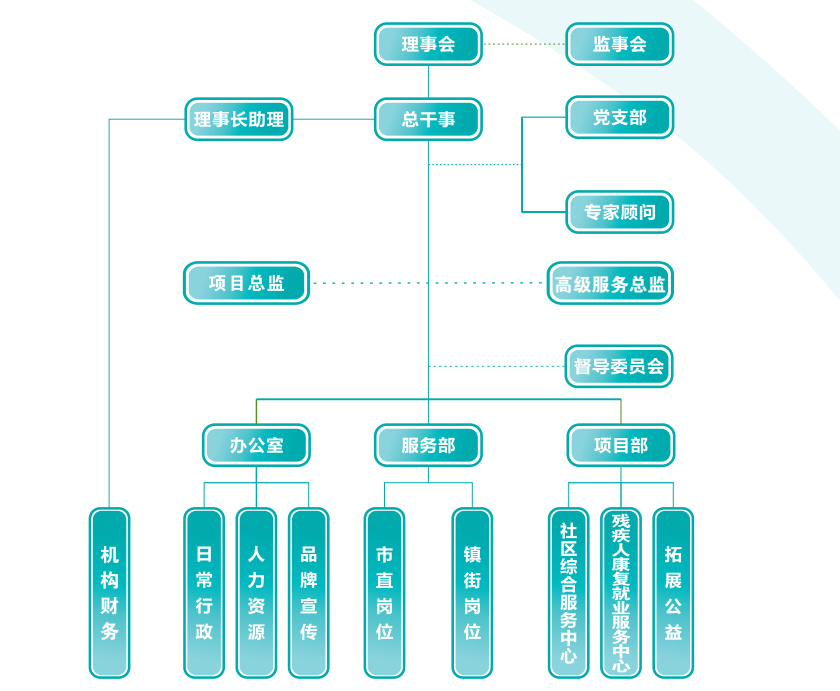 理事会
监事会
理事长助理
总干事
党支部
专家顾问
项目总监
高级服务总监
督导委员会
办公室
服务部
项目部
机构财务
日常行政
人力资源
品牌宣传
市直岗位
镇街岗位
社区综合服务中心
残疾人康复就业服务中心
拓展公益